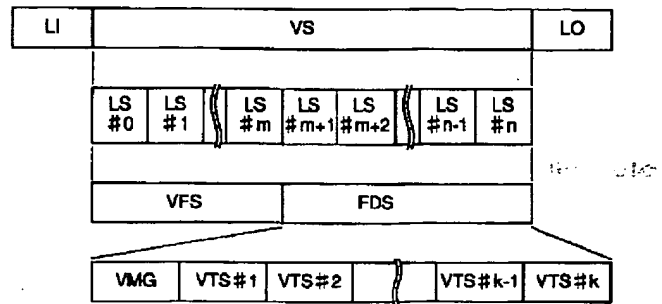 LI VS LO
LS #0 LS #1 LS #m LS #m+1 LS #m+2 LS #n-1 LS #n
VFS FDS
VMG VTS#1 VTS#2 VTS#k-1 VTS#k